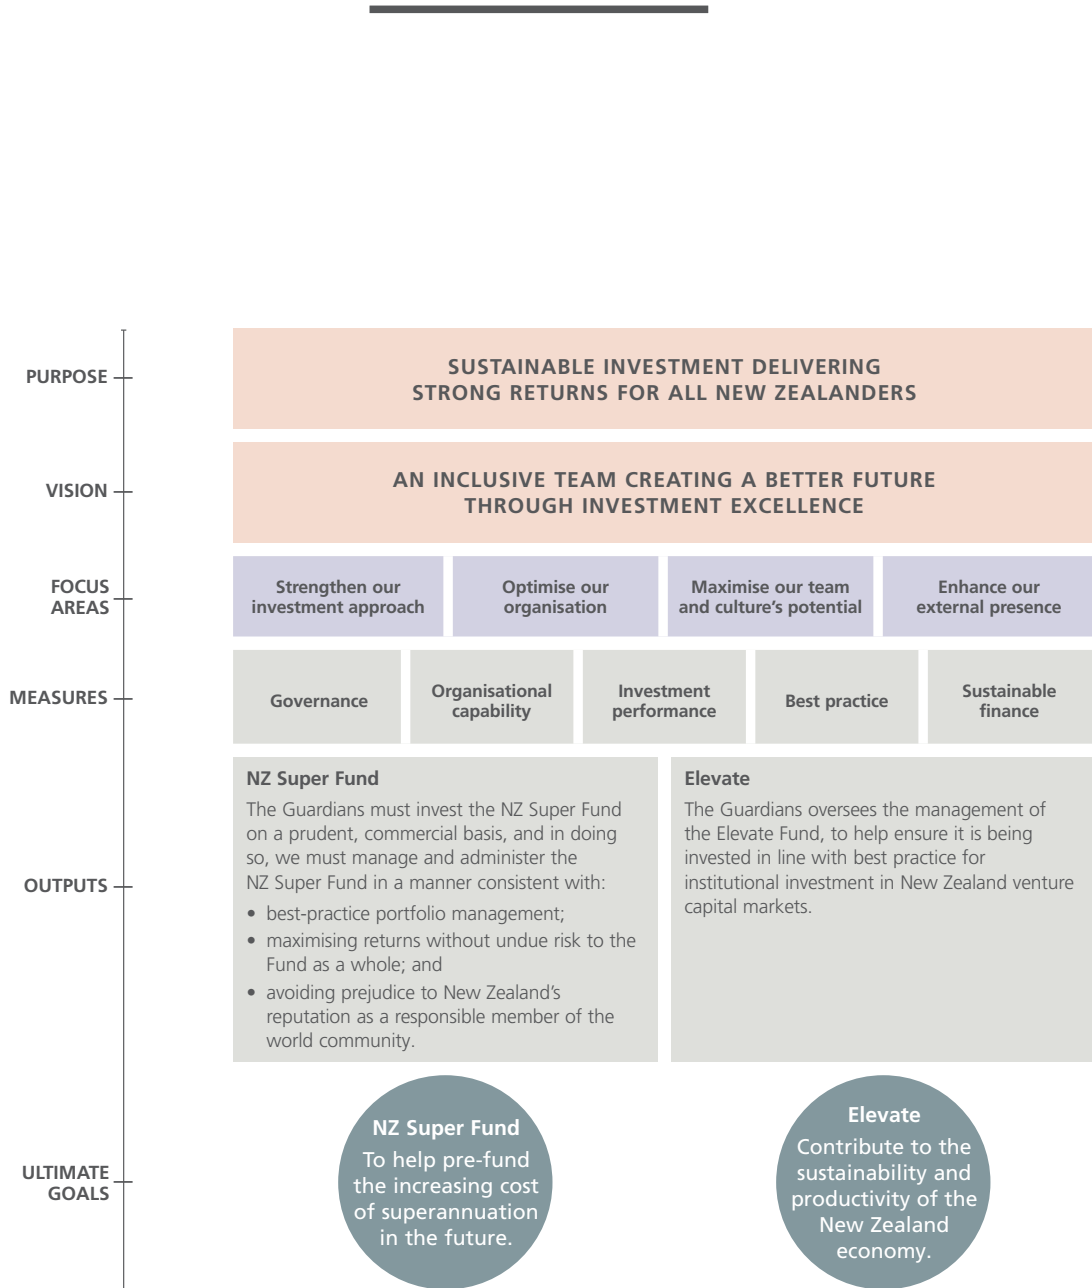 PURPOSE
SUSTAINABLE INVESTMENT DELIVERING
STRONG RETURNS FOR ALL NEW ZEALANDERS
VISION
AN INCLUSIVE TEAM CREATING A BETTER FUTURE
THROUGH INVESTMENT EXCELLENCE
FOCUS
AREAS
Strengthen our
investment approach
Optimise our
organisation
Maximise our team
and culture's potential
Enhance our
external presence
MEASURES
Governance
Organisational
capability
Investment
performance
Best practice
Sustainable
finance
OUTPUTS
NZ Super Fund
The Guardians must invest the NZ Super Fund
on a prudent, commercial basis, and in doing
so, we must manage and administer the
NZ Super Fund in a manner consistent with:
• best-practice portfolio management;
• maximising returns without undue risk to the
Fund as a whole; and
• avoiding prejudice to New Zealand's
reputation as a responsible member of the
world community.
Elevate
The Guardians oversees the management of
the Elevate Fund, to help ensure it is being
invested in line with best practice for
institutional investment in New Zealand venture
capital markets.
ULTIMATE
GOALS
NZ Super Fund
To help pre-fund
the increasing cost
of superannuation
in the future.
Elevate
Contribute to the
sustainability and
productivity of the
New Zealand
economy.